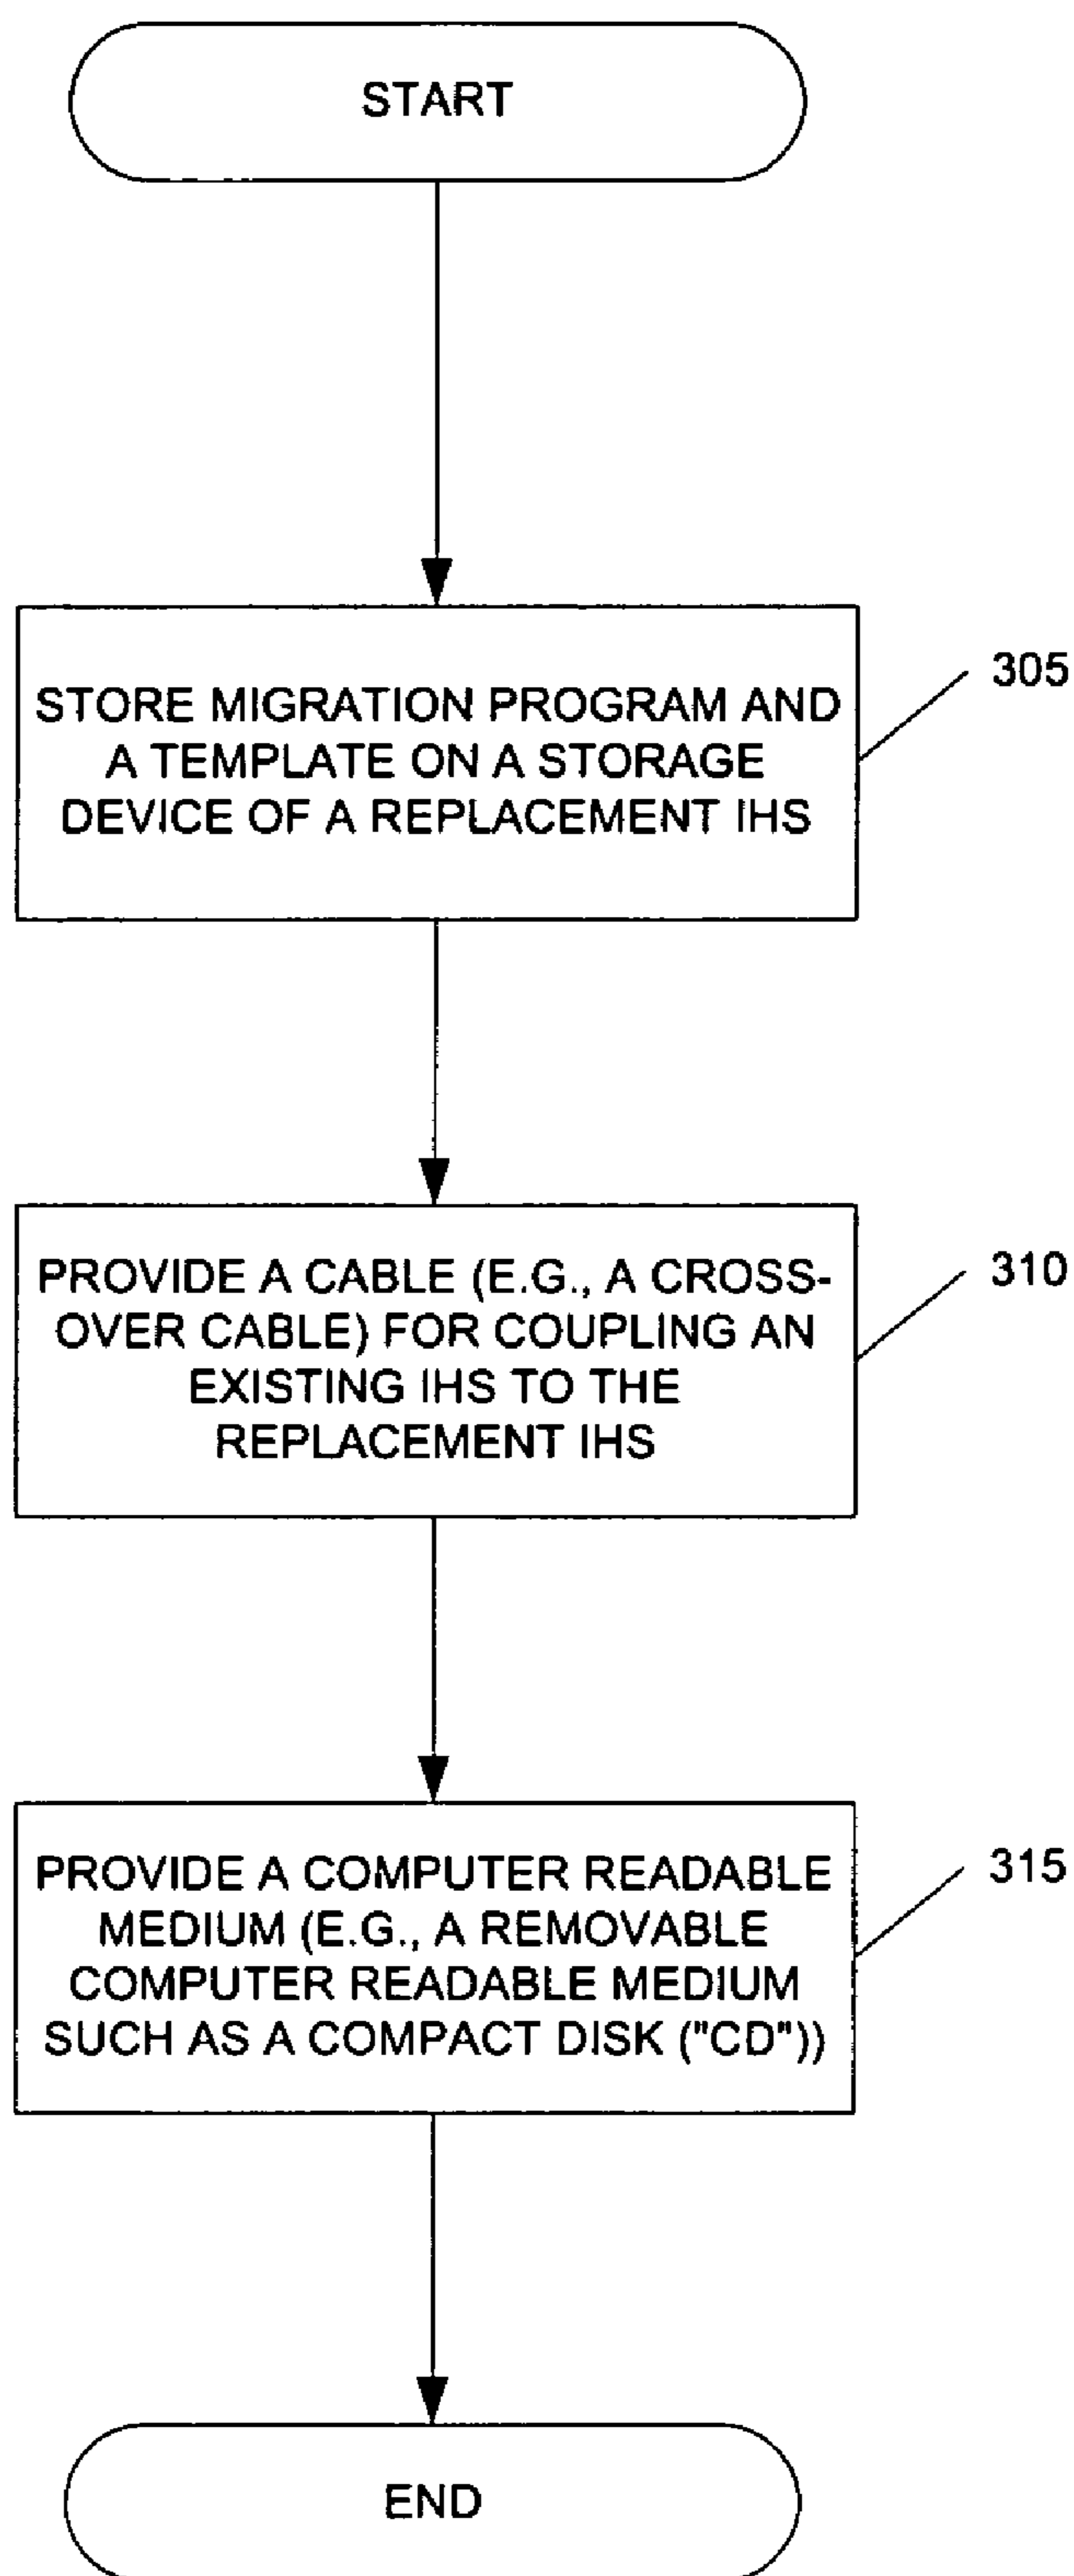 START
STORE MIGRATION PROGRAM AND
A TEMPLATE ON A STORAGE
DEVICE OF A REPLACEMENT IHS
305
PROVIDE A CABLE (E.G., A CROSS-
OVER CABLE) FOR COUPLING AN
EXISTING IHS TO THE
REPLACEMENT IHS
310
PROVIDE A COMPUTER READABLE
MEDIUM (E.G., A REMOVABLE
COMPUTER READABLE MEDIUM
SUCH AS A COMPACT DISK ("CD"))
315
END